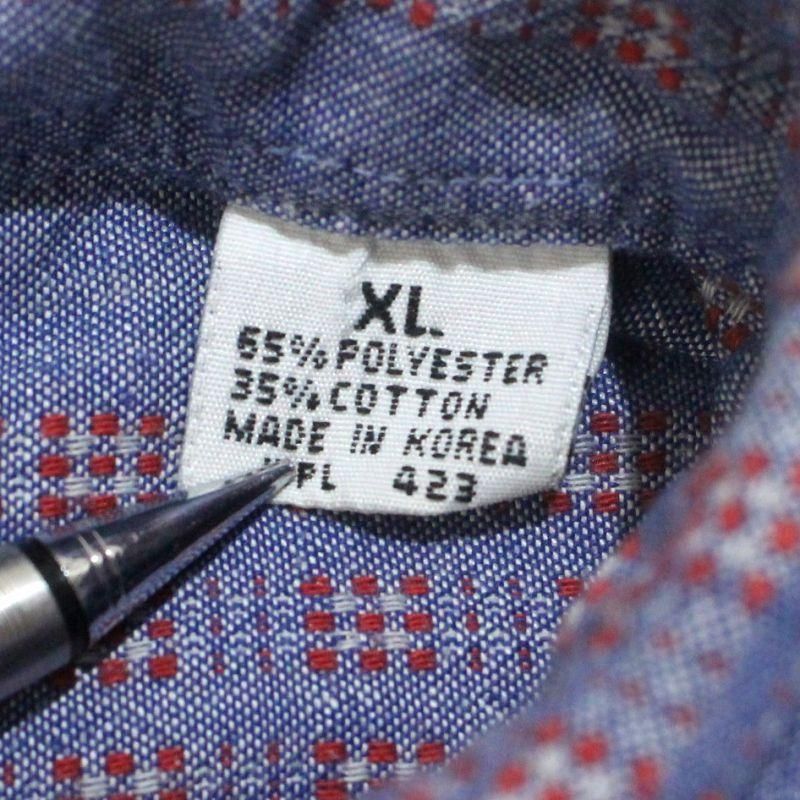 XL
65% POLYESTER
35% COTTON
MADE IN KOREA
423